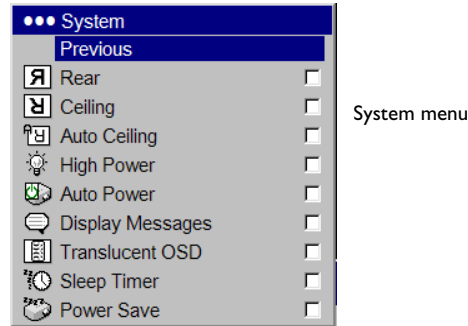 ••• System
Previous
Rear
Ceiling
Auto Ceiling
High Power
Auto Power
Display Messages
Translucent OSD
Sleep Timer
Power Save
System menu